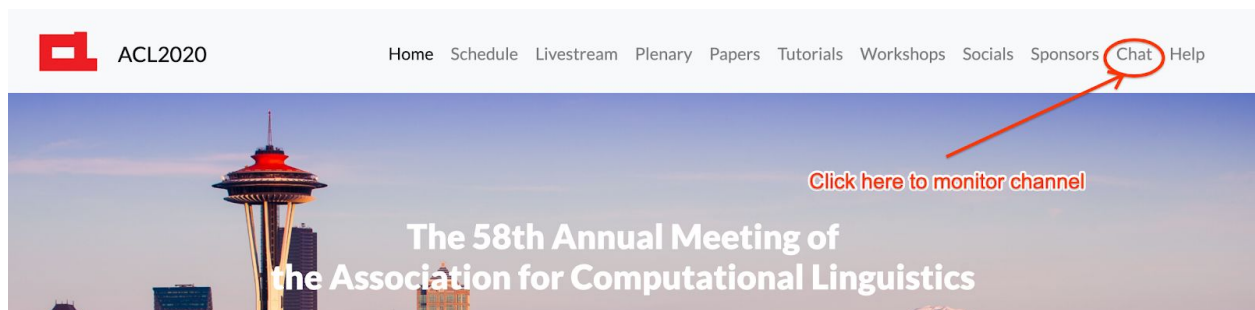 ACL2020 Home Schedule Livestream Plenary Papers Tutorials Workshops Socials Sponsors Chat Help
Click here to monitor channel
The 58th Annual Meeting of
the Association for Computational Linguistics